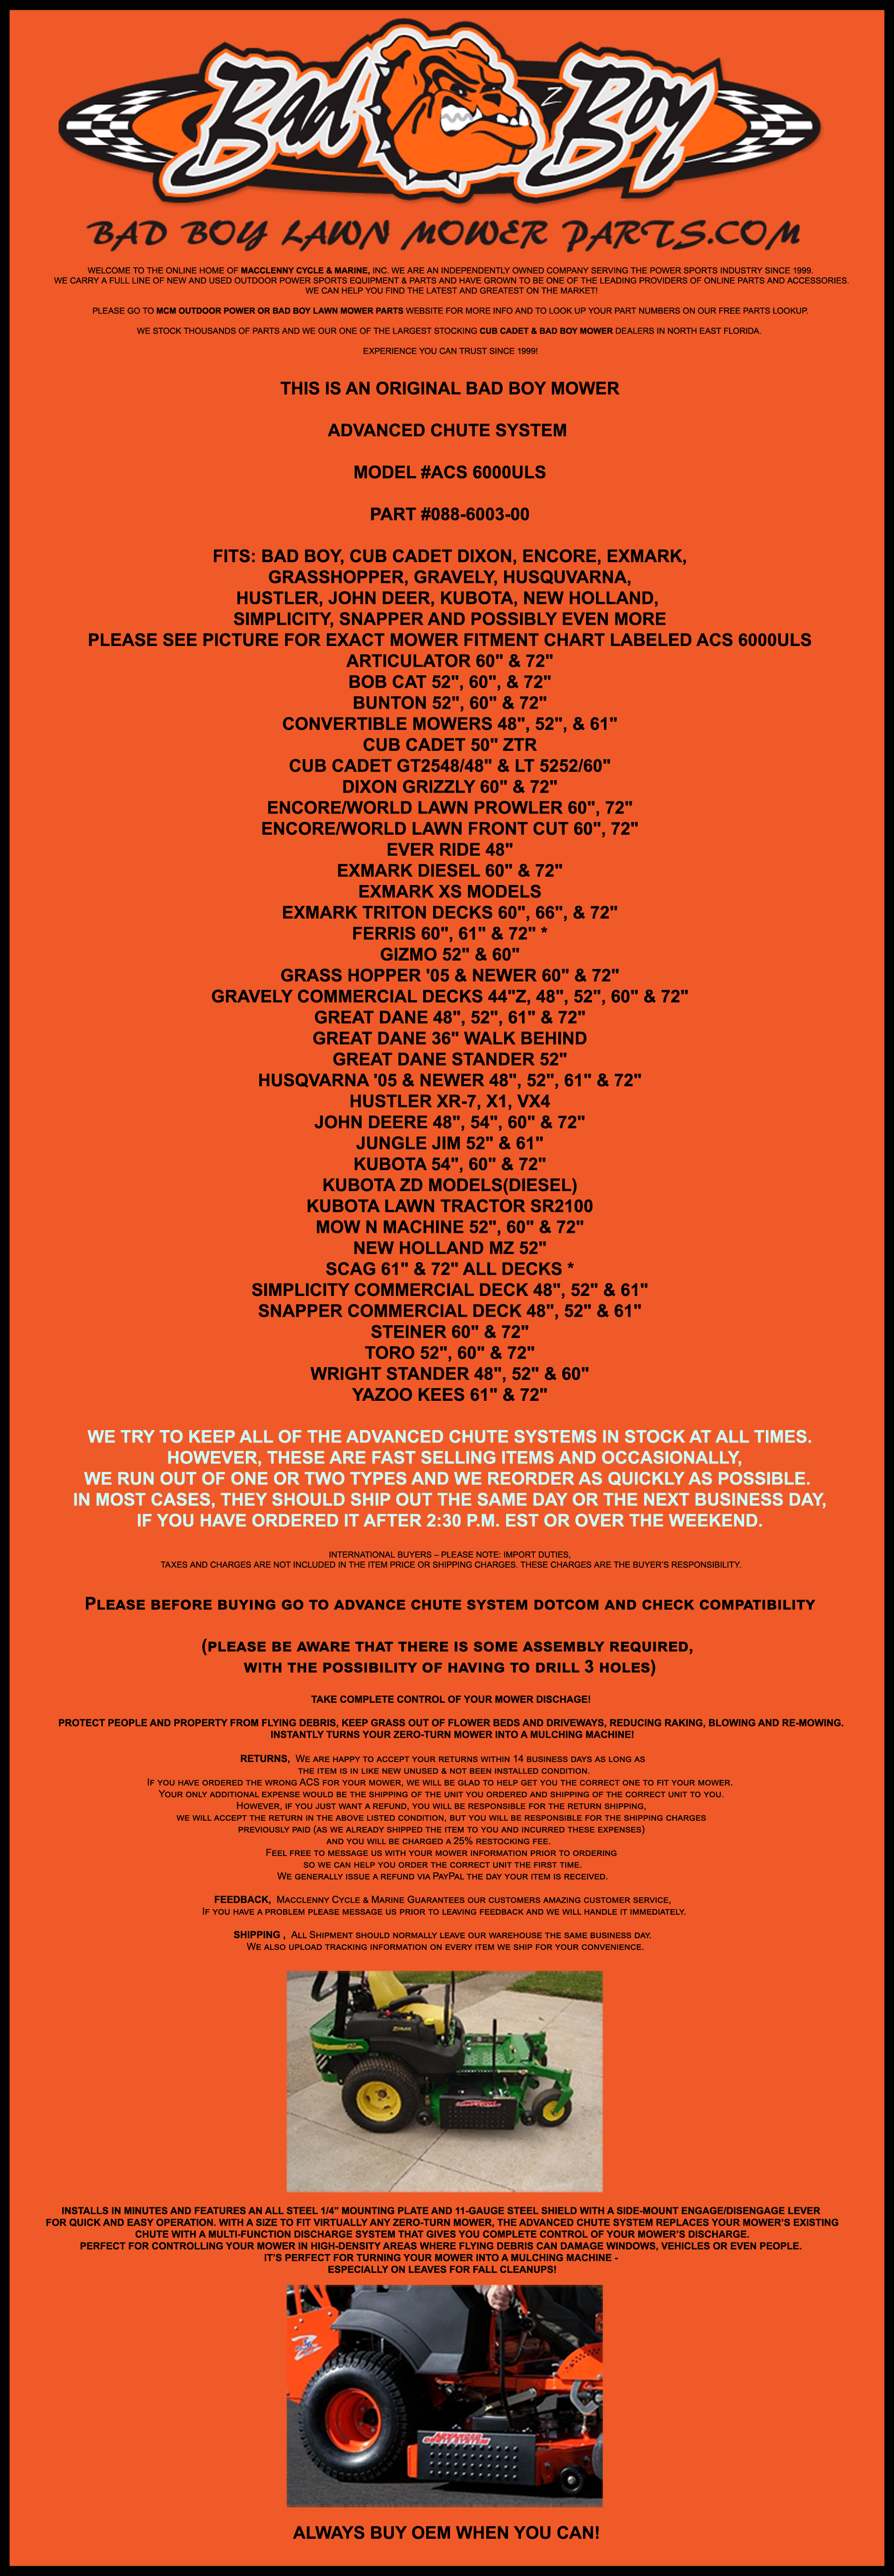 Bad Z Boy
BAD BOY LAWN MOWER PARTS.COM
WELCOME TO THE ONLINE HOME OF MACCLENNY CYCLE & MARINE, INC. WE ARE AN INDEPENDENTLY OWNED COMPANY SERVING THE POWER SPORTS INDUSTRY SINCE 1999.
WE CARRY A FULL LINE OF NEW AND USED OUTDOOR POWER SPORTS EQUIPMENT & PARTS AND HAVE GROWN TO BE ONE OF THE LEADING PROVIDERS OF ONLINE PARTS AND ACCESSORIES.
WE CAN HELP YOU FIND THE LATEST AND GREATEST ON THE MARKET!
PLEASE GO TO MCM OUTDOOR POWER OR BAD BOY LAWN MOWER PARTS WEBSITE FOR MORE INFO AND TO LOOK UP YOUR PART NUMBERS ON OUR FREE PARTS LOOKUP.
WE STOCK THOUSANDS OF PARTS AND WE OUR ONE OF THE LARGEST STOCKING CUB CADET & BAD BOY MOWER DEALERS IN NORTH EAST FLORIDA.
EXPERIENCE YOU CAN TRUST SINCE 1999!
THIS IS AN ORIGINAL BAD BOY MOWER
ADVANCED CHUTE SYSTEM
MODEL #ACS 6000ULS
PART #088-6003-00
FITS: BAD BOY, CUB CADET DIXON, ENCORE, EXMARK,
GRASSHOPPER, GRAVELY, HUSQUVARNA,
HUSTLER, JOHN DEER, KUBOTA, NEW HOLLAND,
SIMPLICITY, SNAPPER AND POSSIBLY EVEN MORE
PLEASE SEE PICTURE FOR EXACT MOWER FITMENT CHART LABELED ACS 6000ULS
ARTICULATOR 60" & 72"
BOB CAT 52", 60", & 72"
BUNTON 52", 60" & 72"
CONVERTIBLE MOWERS 48", 52", & 61"
CUB CADET 50" ZTR
CUB CADET GT2548/48" & LT 5252/60"
DIXON GRIZZLY 60" & 72"
ENCORE/WORLD LAWN PROWLER 60", 72"
ENCORE/WORLD LAWN FRONT CUT 60", 72"
EVER RIDE 48"
EXMARK DIESEL 60" & 72"
EXMARK XS MODELS
EXMARK TRITON DECKS 60", 66", & 72"
FERRIS 60", 61" & 72" *
GIZMO 52" & 60"
GRASS HOPPER '05 & NEWER 60" & 72"
GRAVELY COMMERCIAL DECKS 44"Z, 48", 52", 60" & 72"
GREAT DANE 48", 52", 61" & 72"
GREAT DANE 36" WALK BEHIND
GREAT DANE STANDER 52"
HUSQVARNA '05 & NEWER 48", 52", 61" & 72"
HUSTLER XR-7, X1, VX4
JOHN DEERE 48", 54", 60" & 72"
JUNGLE JIM 52" & 61"
KUBOTA 54", 60" & 72"
KUBOTA ZD MODELS(DIESEL)
KUBOTA LAWN TRACTOR SR2100
MOW N MACHINE 52", 60" & 72"
NEW HOLLAND MZ 52"
SCAG 61" & 72" ALL DECKS *
SIMPLICITY COMMERCIAL DECK 48", 52" & 61"
SNAPPER COMMERCIAL DECK 48", 52" & 61"
STEINER 60" & 72"
TORO 52", 60" & 72"
WRIGHT STANDER 48", 52" & 60"
YAZOO KEES 61" & 72"
WE TRY TO KEEP ALL OF THE ADVANCED CHUTE SYSTEMS IN STOCK AT ALL TIMES.
HOWEVER, THESE ARE FAST SELLING ITEMS AND OCCASIONALLY,
WE RUN OUT OF ONE OR TWO TYPES AND WE REORDER AS QUICKLY AS POSSIBLE.
IN MOST CASES, THEY SHOULD SHIP OUT THE SAME DAY OR THE NEXT BUSINESS DAY,
IF YOU HAVE ORDERED IT AFTER 2:30 P.M. EST OR OVER THE WEEKEND.
INTERNATIONAL BUYERS – PLEASE NOTE: IMPORT DUTIES,
TAXES AND CHARGES ARE NOT INCLUDED IN THE ITEM PRICE OR SHIPPING CHARGES. THESE CHARGES ARE THE BUYER'S RESPONSIBILITY.
PLEASE BEFORE BUYING GO TO ADVANCE CHUTE SYSTEM DOTCOM AND CHECK COMPATIBILITY
(PLEASE BE AWARE THAT THERE IS SOME ASSEMBLY REQUIRED,
WITH THE POSSIBILITY OF HAVING TO DRILL 3 HOLES)
TAKE COMPLETE CONTROL OF YOUR MOWER DISCHAGE!
PROTECT PEOPLE AND PROPERTY FROM FLYING DEBRIS, KEEP GRASS OUT OF FLOWER BEDS AND DRIVEWAYS, REDUCING RAKING, BLOWING AND RE-MOWING.
INSTANTLY TURNS YOUR ZERO-TURN MOWER INTO A MULCHING MACHINE!
RETURNS, WE ARE HAPPY TO ACCEPT YOUR RETURNS WITHIN 14 BUSINESS DAYS AS LONG AS
THE ITEM IS IN LIKE NEW UNUSED & NOT BEEN INSTALLED CONDITION.
IF YOU HAVE ORDERED THE WRONG ACS FOR YOUR MOWER, WE WILL BE GLAD TO HELP GET YOU THE CORRECT ONE TO FIT YOUR MOWER.
YOUR ONLY ADDITIONAL EXPENSE WOULD BE THE SHIPPING OF THE UNIT YOU ORDERED AND SHIPPING OF THE CORRECT UNIT TO YOU.
HOWEVER, IF YOU JUST WANT A REFUND, YOU WILL BE RESPONSIBLE FOR THE RETURN SHIPPING,
WE WILL ACCEPT THE RETURN IN THE ABOVE LISTED CONDITION, BUT YOU WILL BE RESPONSIBLE FOR THE SHIPPING CHARGES
PREVIOUSLY PAID (AS WE ALREADY SHIPPED THE ITEM TO YOU AND INCURRED THESE EXPENSES)
AND YOU WILL BE CHARGED A 25% RESTOCKING FEE.
FEEL FREE TO MESSAGE US WITH YOUR MOWER INFORMATION PRIOR TO ORDERING
SO WE CAN HELP YOU ORDER THE CORRECT UNIT THE FIRST TIME.
WE GENERALLY ISSUE A REFUND VIA PAYPAL THE DAY YOUR ITEM IS RECEIVED.
FEEDBACK, MACCLENNY CYCLE & MARINE GUARANTEES OUR CUSTOMERS AMAZING CUSTOMER SERVICE,
IF YOU HAVE A PROBLEM PLEASE MESSAGE US PRIOR TO LEAVING FEEDBACK AND WE WILL HANDLE IT IMMEDIATELY.
SHIPPING , ALL SHIPMENT SHOULD NORMALLY LEAVE OUR WAREHOUSE THE SAME BUSINESS DAY.
WE ALSO UPLOAD TRACKING INFORMATION ON EVERY ITEM WE SHIP FOR YOUR CONVENIENCE.
INSTALLS IN MINUTES AND FEATURES AN ALL STEEL 1/4" MOUNTING PLATE AND 11-GAUGE STEEL SHIELD WITH A SIDE-MOUNT ENGAGE/DISENGAGE LEVER
FOR QUICK AND EASY OPERATION. WITH A SIZE TO FIT VIRTUALLY ANY ZERO-TURN MOWER, THE ADVANCED CHUTE SYSTEM REPLACES YOUR MOWER'S EXISTING
CHUTE WITH A MULTI-FUNCTION DISCHARGE SYSTEM THAT GIVES YOU COMPLETE CONTROL OF YOUR MOWER'S DISCHARGE.
PERFECT FOR CONTROLLING YOUR MOWER IN HIGH-DENSITY AREAS WHERE FLYING DEBRIS CAN DAMAGE WINDOWS, VEHICLES OR EVEN PEOPLE.
IT'S PERFECT FOR TURNING YOUR MOWER INTO A MULCHING MACHINE -
ESPECIALLY ON LEAVES FOR FALL CLEANUPS!
ADVANCED
CHUTE SYSTEM
ALWAYS BUY OEM WHEN YOU CAN!